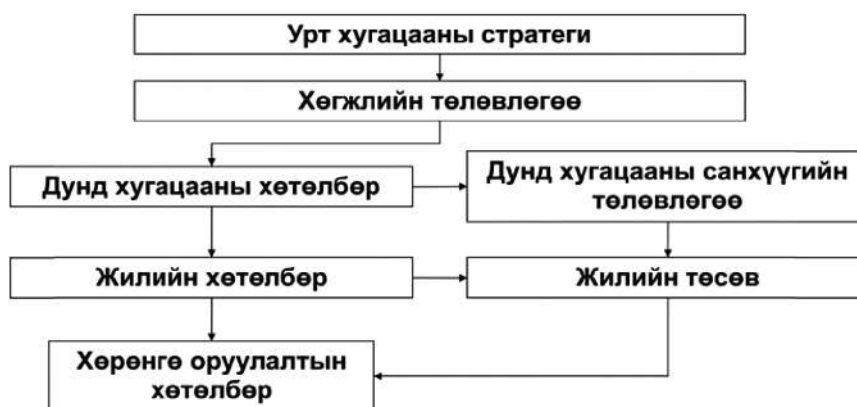 Урт хугацааны стратеги
Хөгжлийн төлөвлөгөө
Дунд хугацааны хөтөлбөр
Дунд хугацааны санхүүгийн
төлөвлөгөө
Жилийн хөтөлбөр
Жилийн төсөв
Хөрөнгө оруулалтын
хөтөлбөр